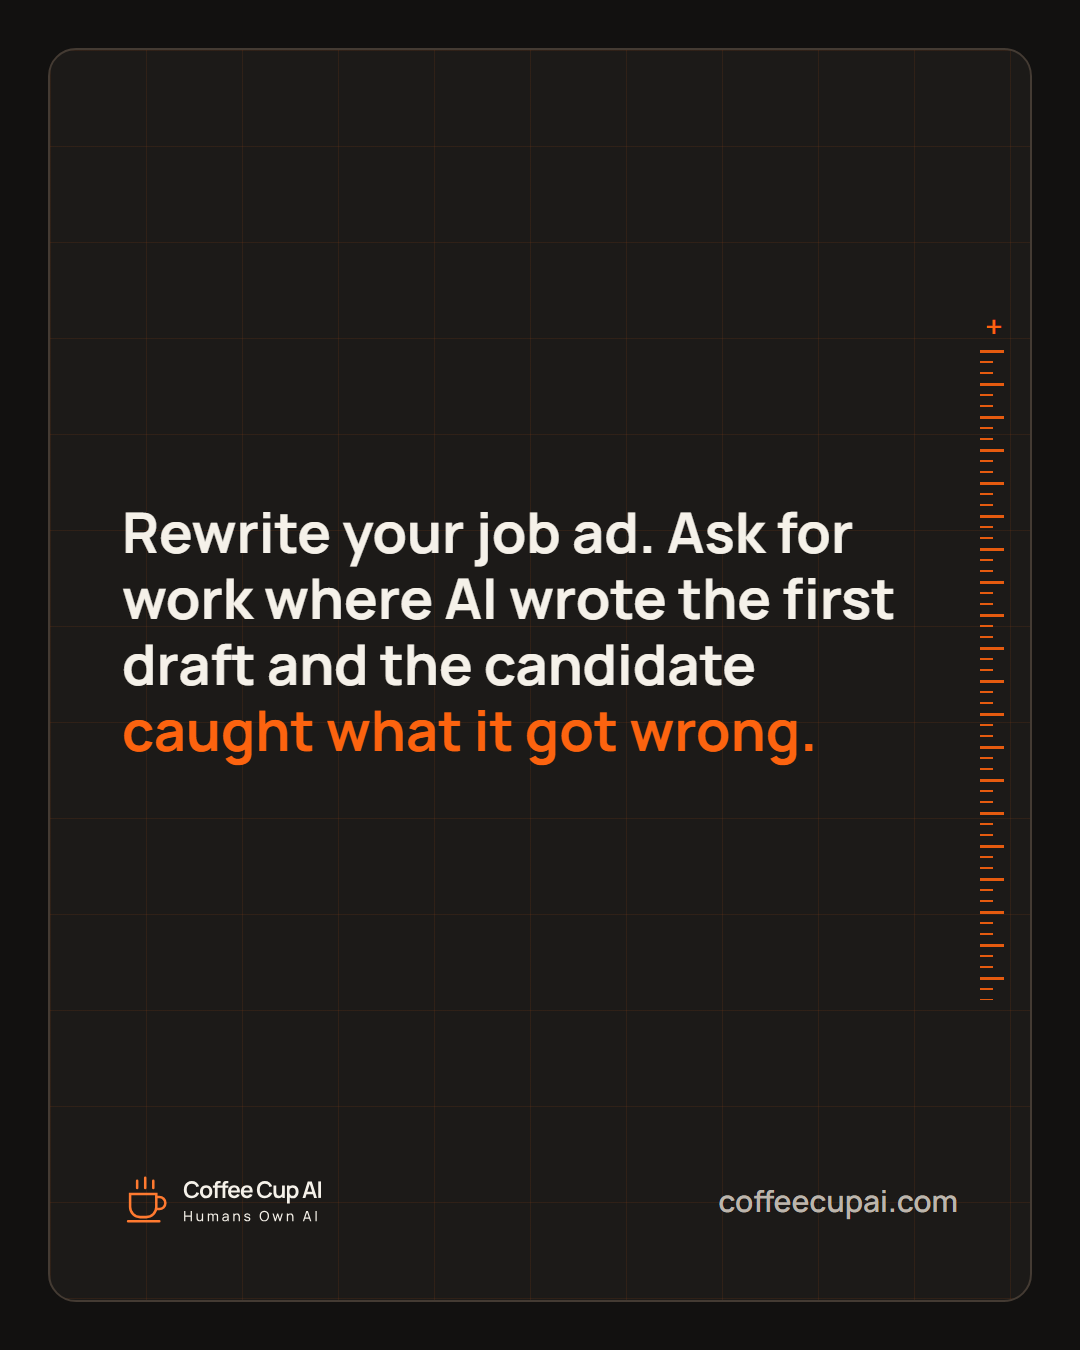 +
Rewrite your job ad. Ask for
work where AI wrote the first
draft and the candidate
caught what it got wrong.
Coffee Cup AI
Humans Own AI
coffeecupai.com